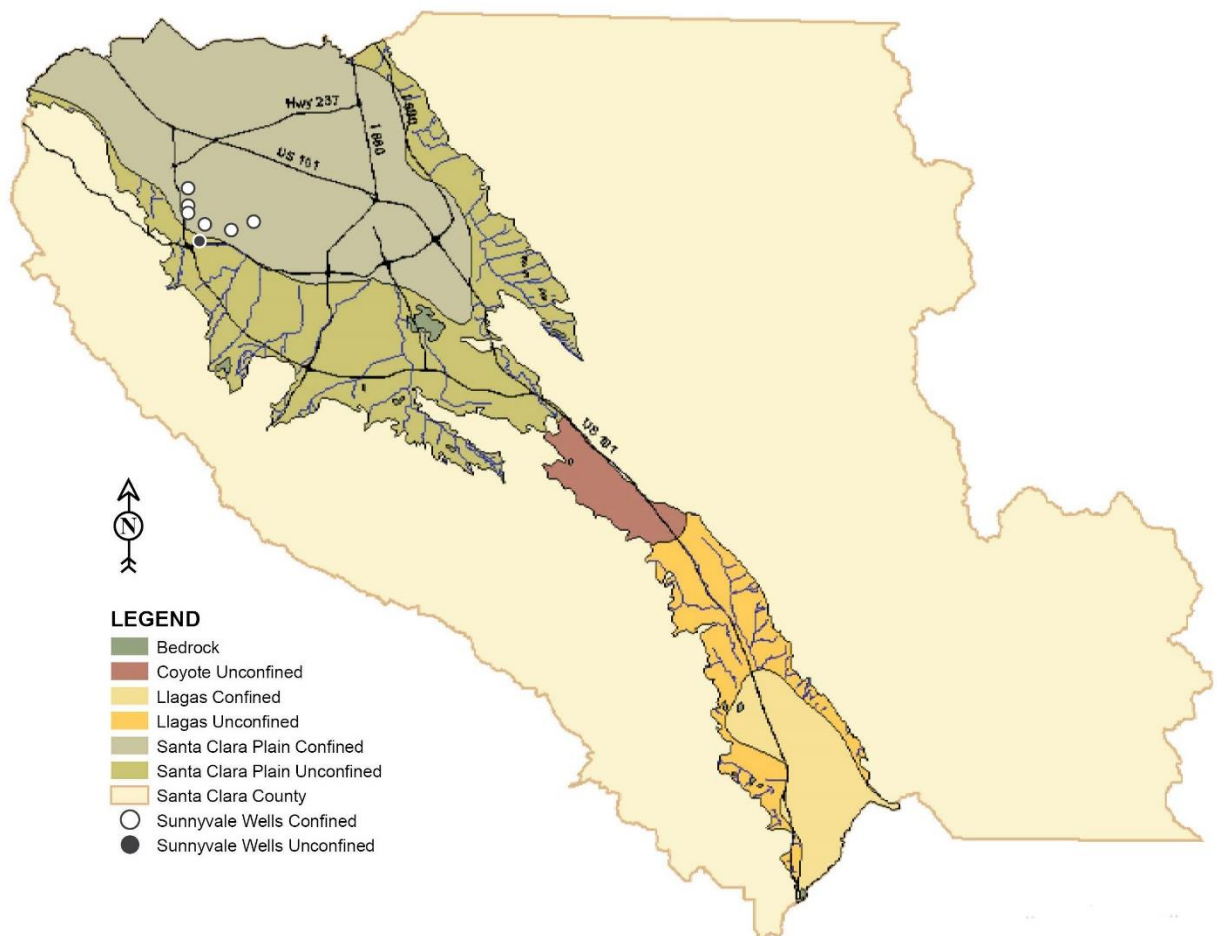 Hwy 237
I 680
I 880
US 101
US 101
N
LEGEND
Bedrock
Coyote Unconfined
Llagas Confined
Llagas Unconfined
Santa Clara Plain Confined
Santa Clara Plain Unconfined
Santa Clara County
Sunnyvale Wells Confined
Sunnyvale Wells Unconfined